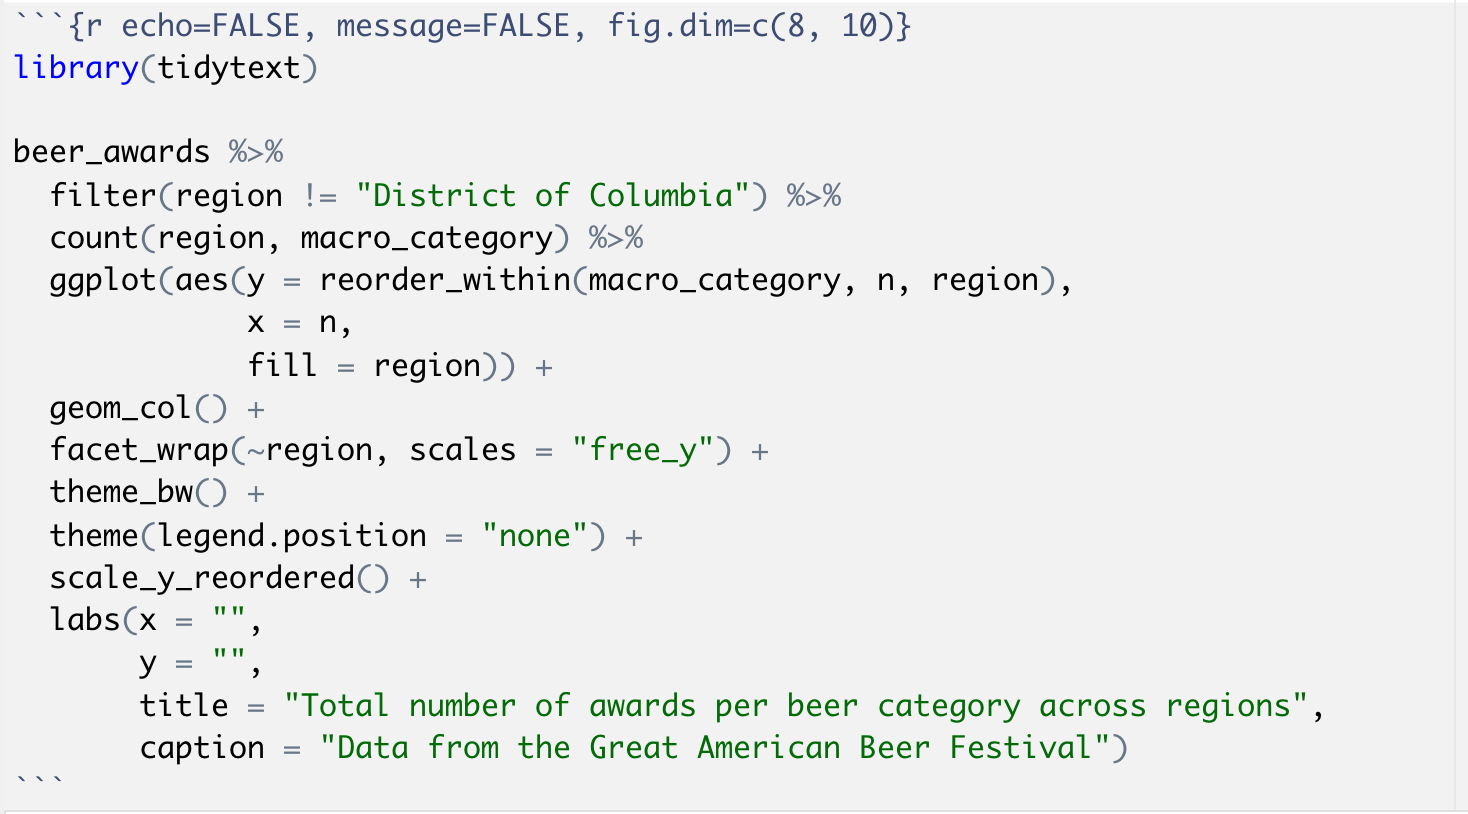 ```{r echo=FALSE, message=FALSE, fig.dim=c(8, 10)}
library(tidytext)

beer_awards %>%
  filter(region != "District of Columbia") %>%
  count(region, macro_category) %>%
  ggplot(aes(y = reorder_within(macro_category, n, region),
             x = n,
             fill = region)) +
  geom_col() +
  facet_wrap(~region, scales = "free_y") +
  theme_bw() +
  theme(legend.position = "none") +
  scale_y_reordered() +
  labs(x = "",
       y = "",
       title = "Total number of awards per beer category across regions",
       caption = "Data from the Great American Beer Festival")
```